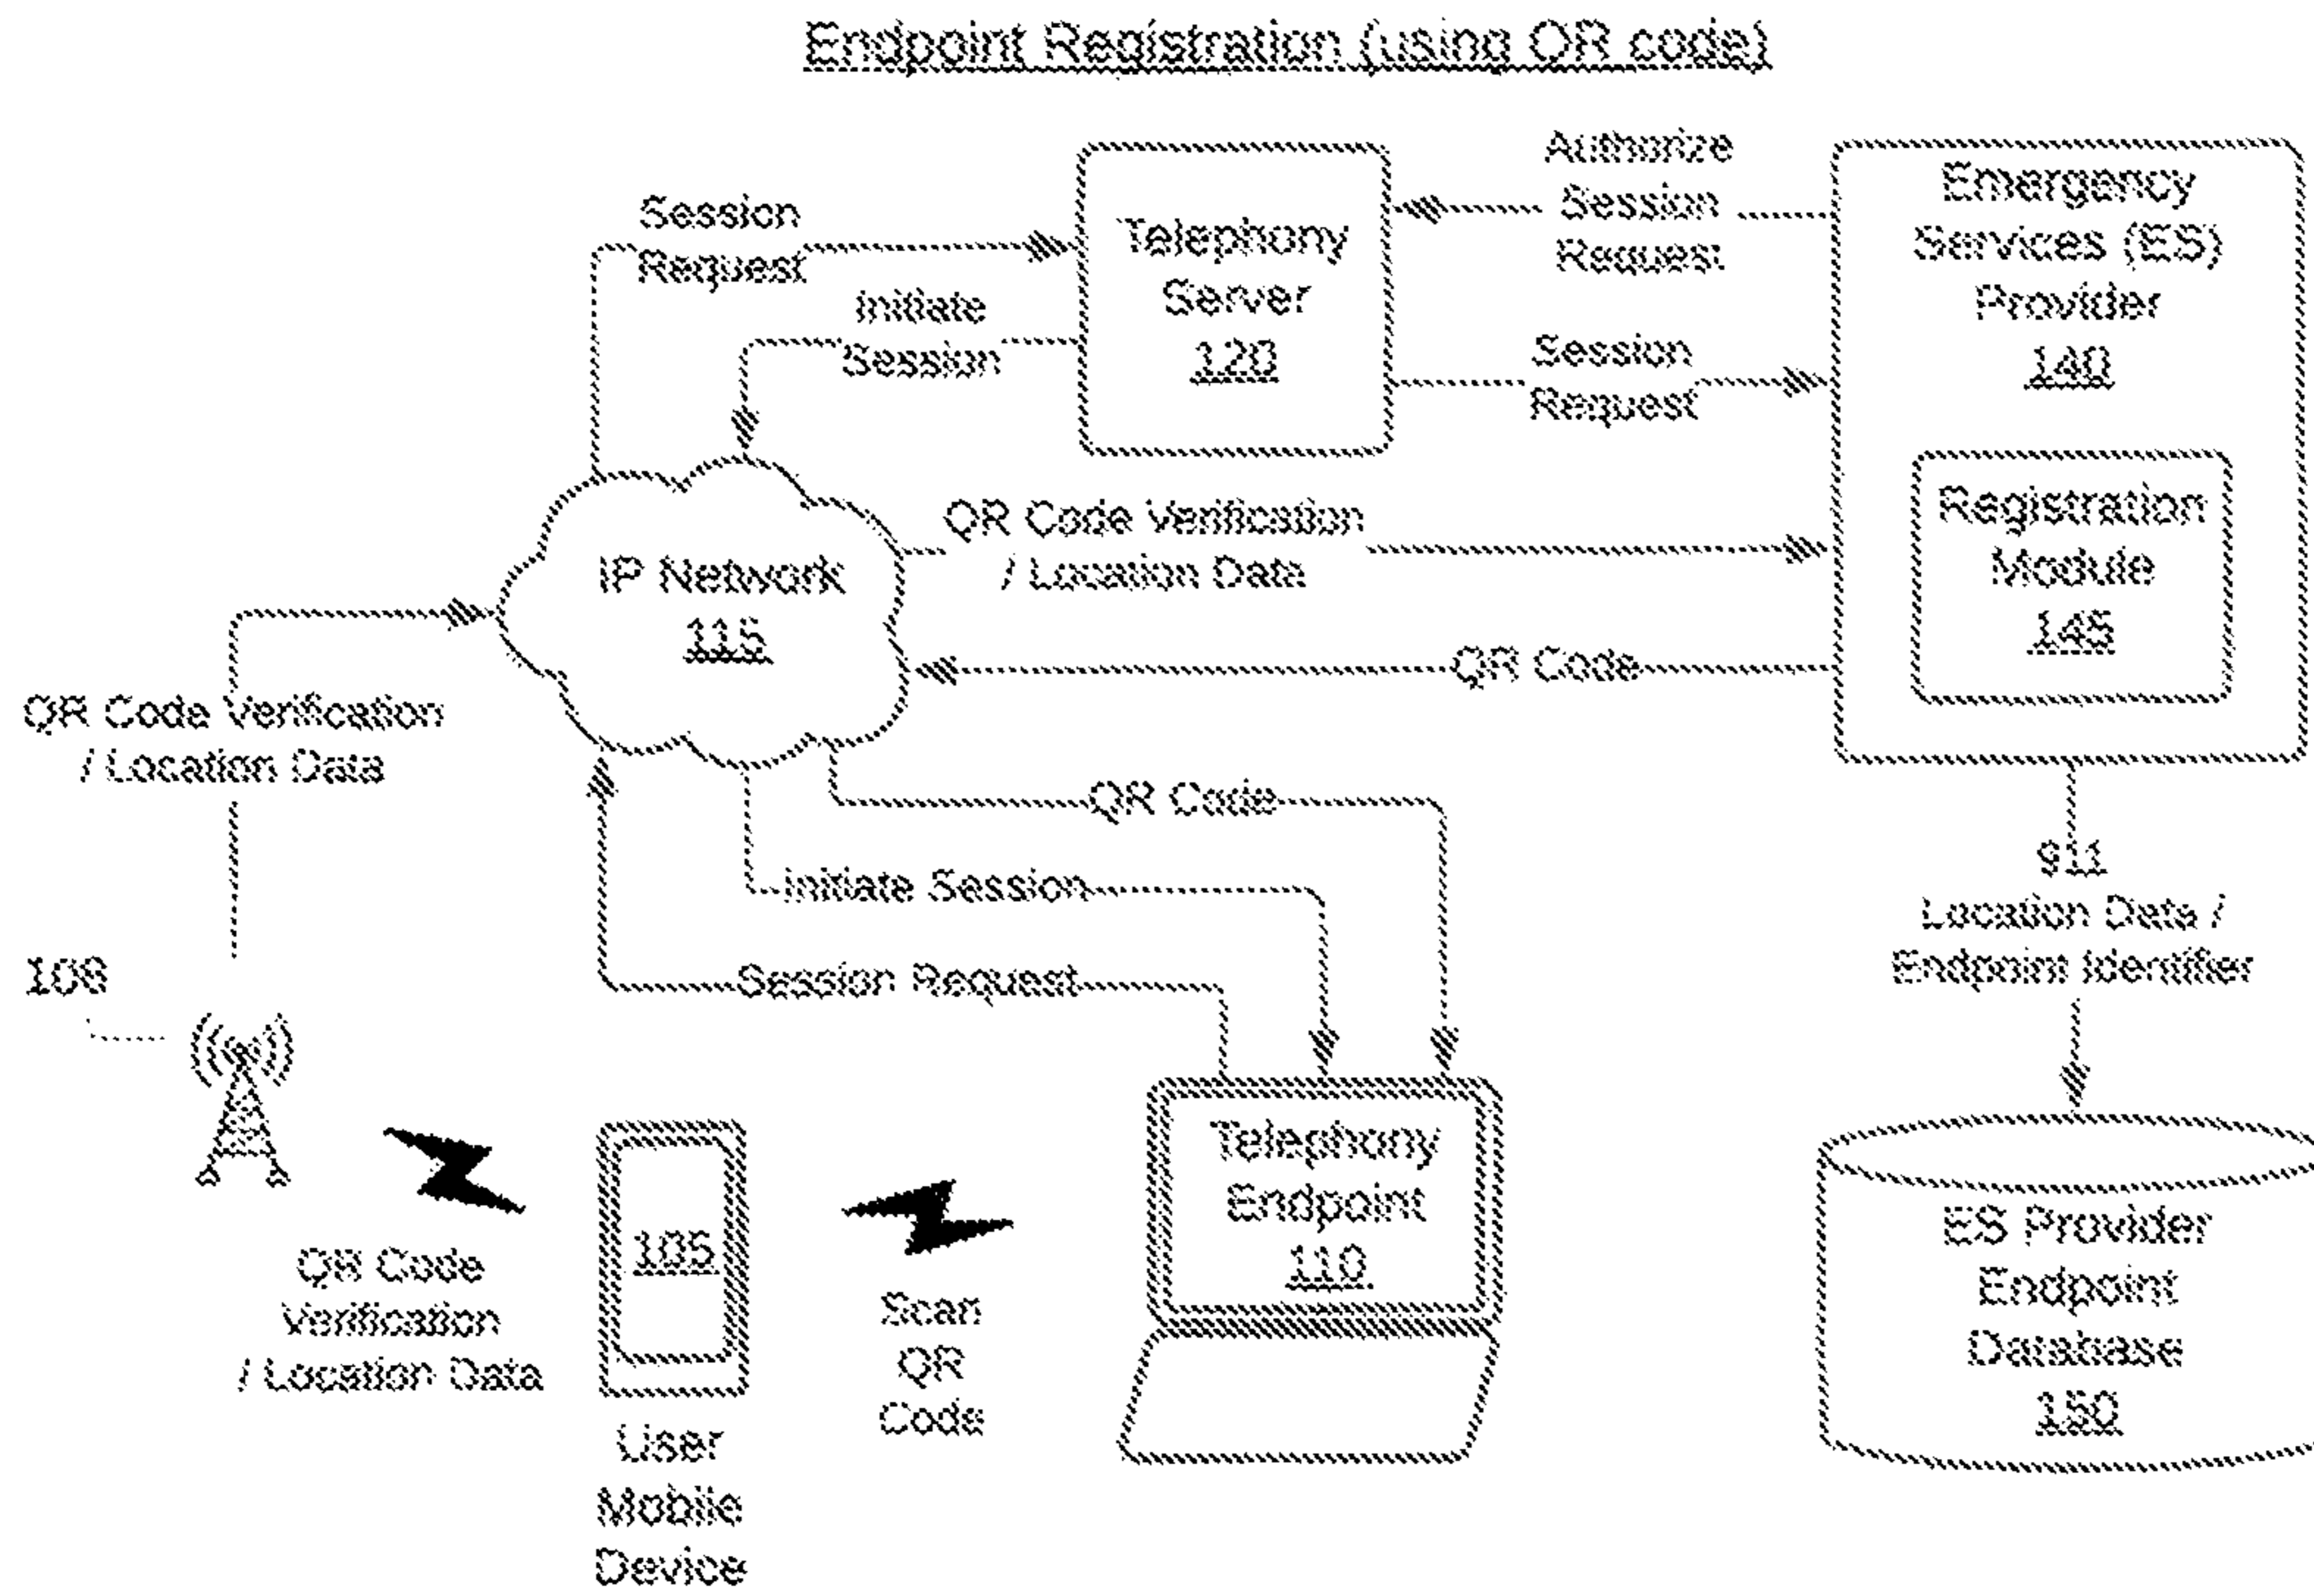 Endpoint Registration (using QR code)
Authorize
Session
Request
Emergency
Services (ES)
Provider
140
Session
Request
Telephony
Server
120
Initiate
Session
Session
Request
Registration
Module
145
QR Code Verification
/ Location Data
IP Network
115
QR Code
QR Code Verification
/ Location Data
QR Code
Initiate Session
Session Request
911
Location Data /
Endpoint Identifier
108
Telephony
Endpoint
110
ES Provider
Endpoint
Database
150
105
QR Code
Verification
/ Location Data
Scan
QR
Code
User
Mobile
Device